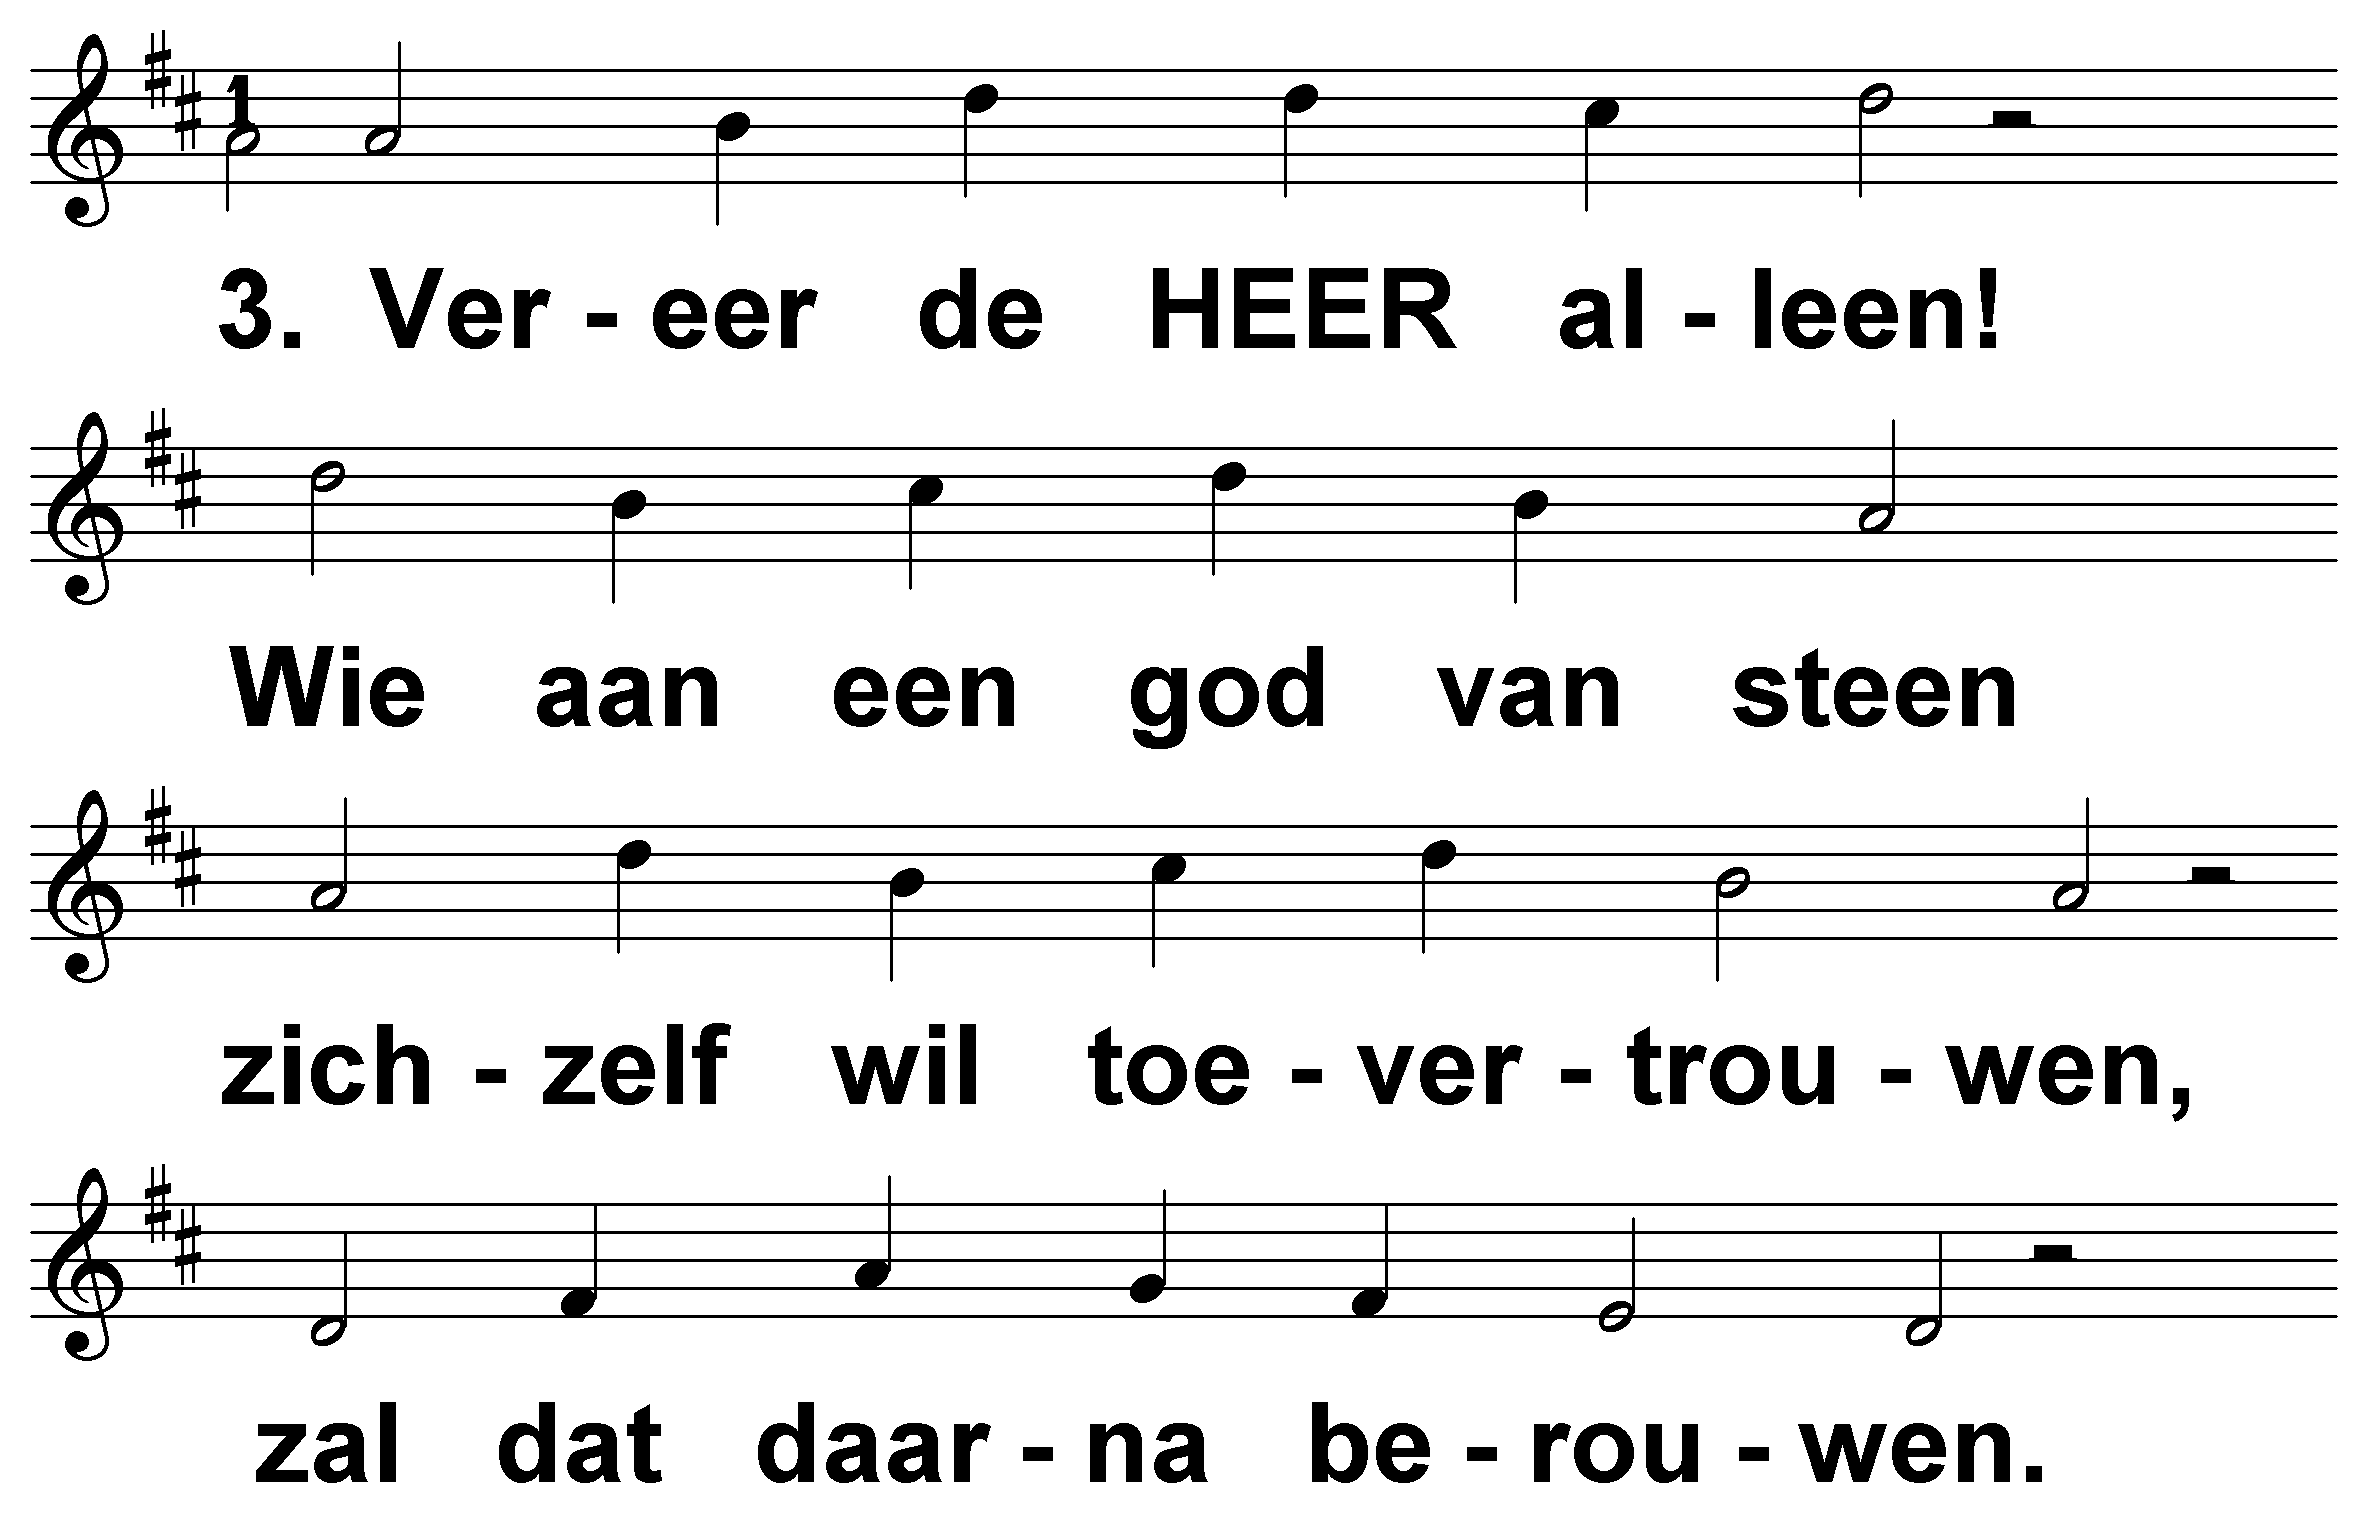 3. Ver - eer de HEER al - leen!
Wie aan een god van steen
zich - zelf wil toe - ver - trou - wen,
zal dat daar - na be - rou - wen.